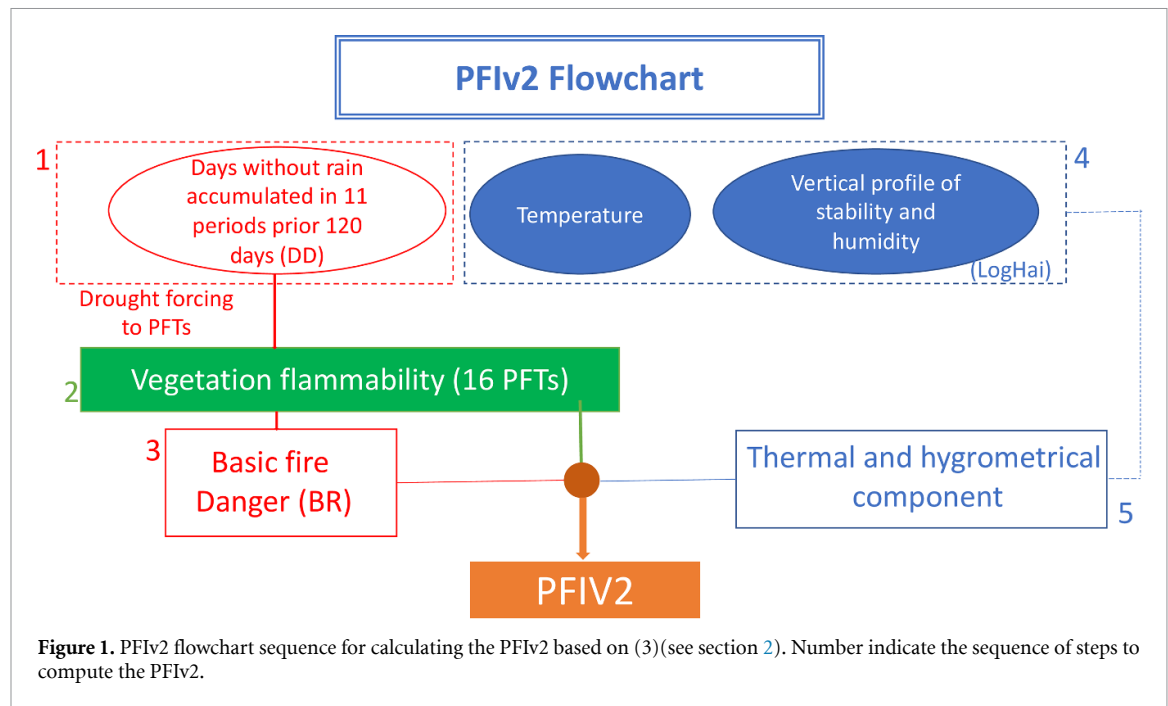 PFIv2 Flowchart
1
Days without rain
accumulated in 11
periods prior 120
days (DD)
Temperature
Vertical profile of
stability and
humidity
(LogHai)
4
Drought forcing
to PFTs
2
Vegetation flammability (16 PFTs)
3
Basic fire
Danger (BR)
Thermal and hygrometrical
component
5
PFIV2
Figure 1. PFIv2 flowchart sequence for calculating the PFIv2 based on (3)(see section 2). Number indicate the sequence of steps to
compute the PFIv2.